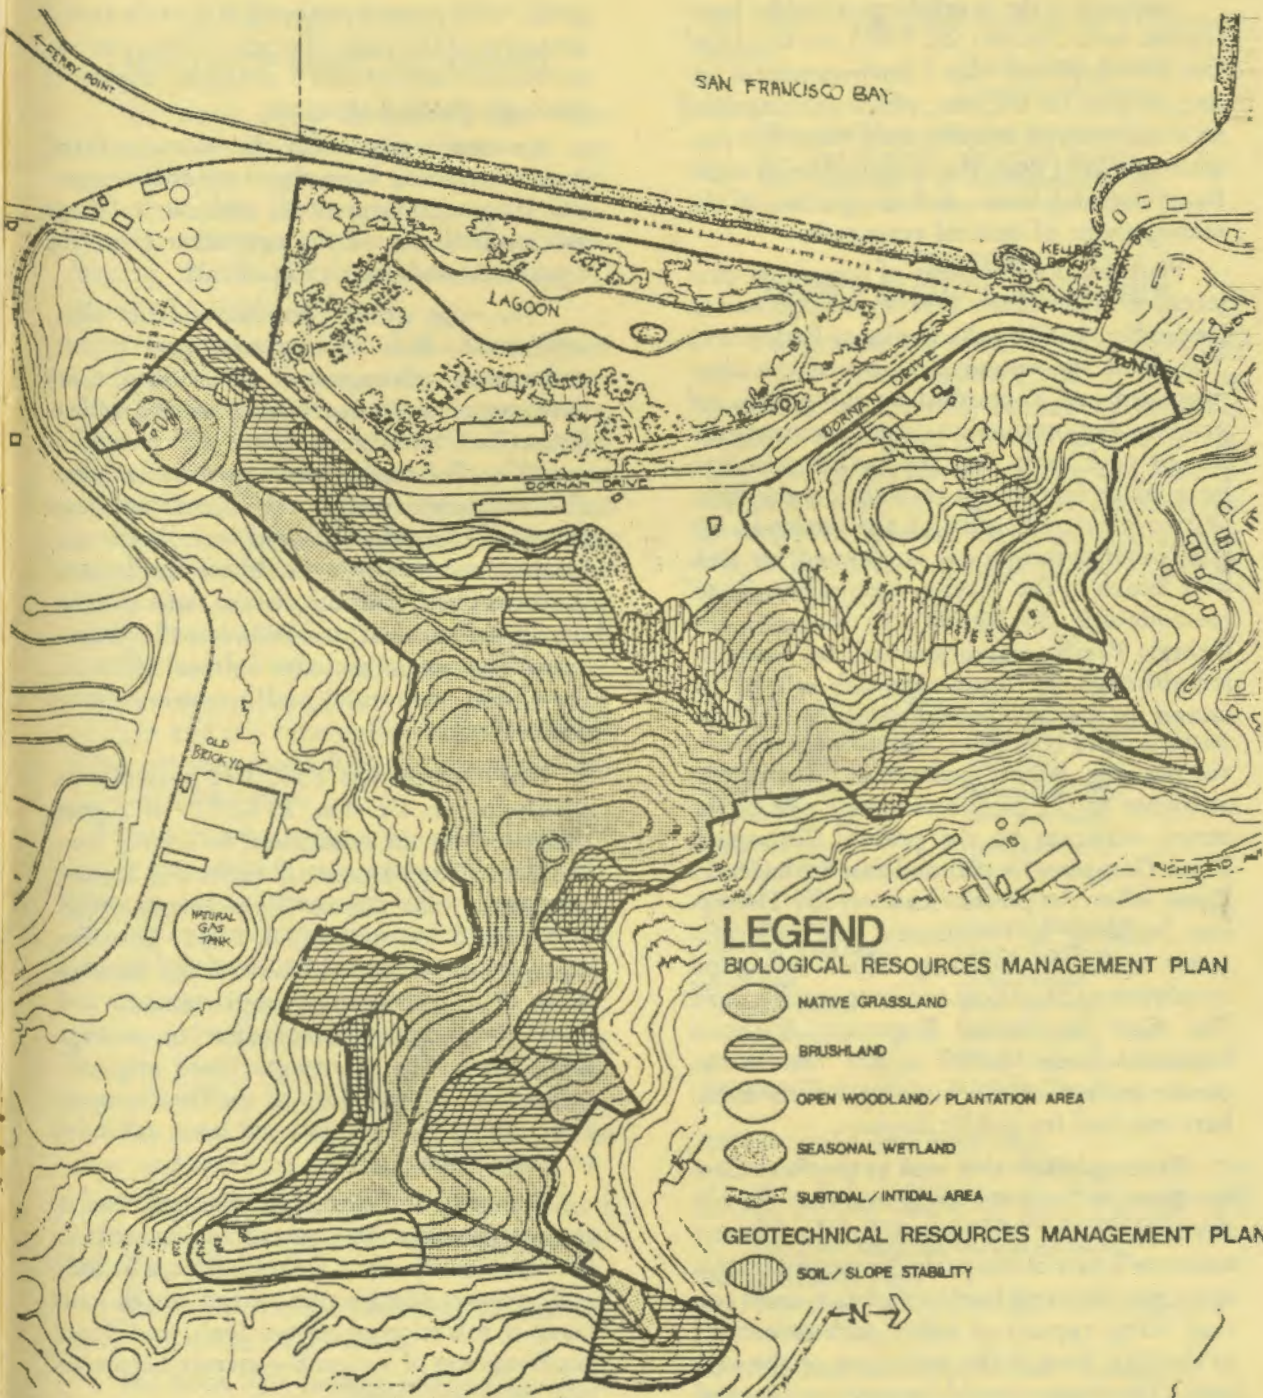 ←FERRY POINT
SAN FRANCISCO BAY
LAGOON
DORNAN DRIVE
TUNNEL
DORNAN DRIVE
OLD
BRICKYD
NATURAL
GAS
TANK
RICHMOND
LEGEND
BIOLOGICAL RESOURCES MANAGEMENT PLAN
NATIVE GRASSLAND
BRUSHLAND
OPEN WOODLAND/PLANTATION AREA
SEASONAL WETLAND
SUBTIDAL/INTIDAL AREA
GEOTECHNICAL RESOURCES MANAGEMENT PLAN
SOIL/SLOPE STABILITY
N